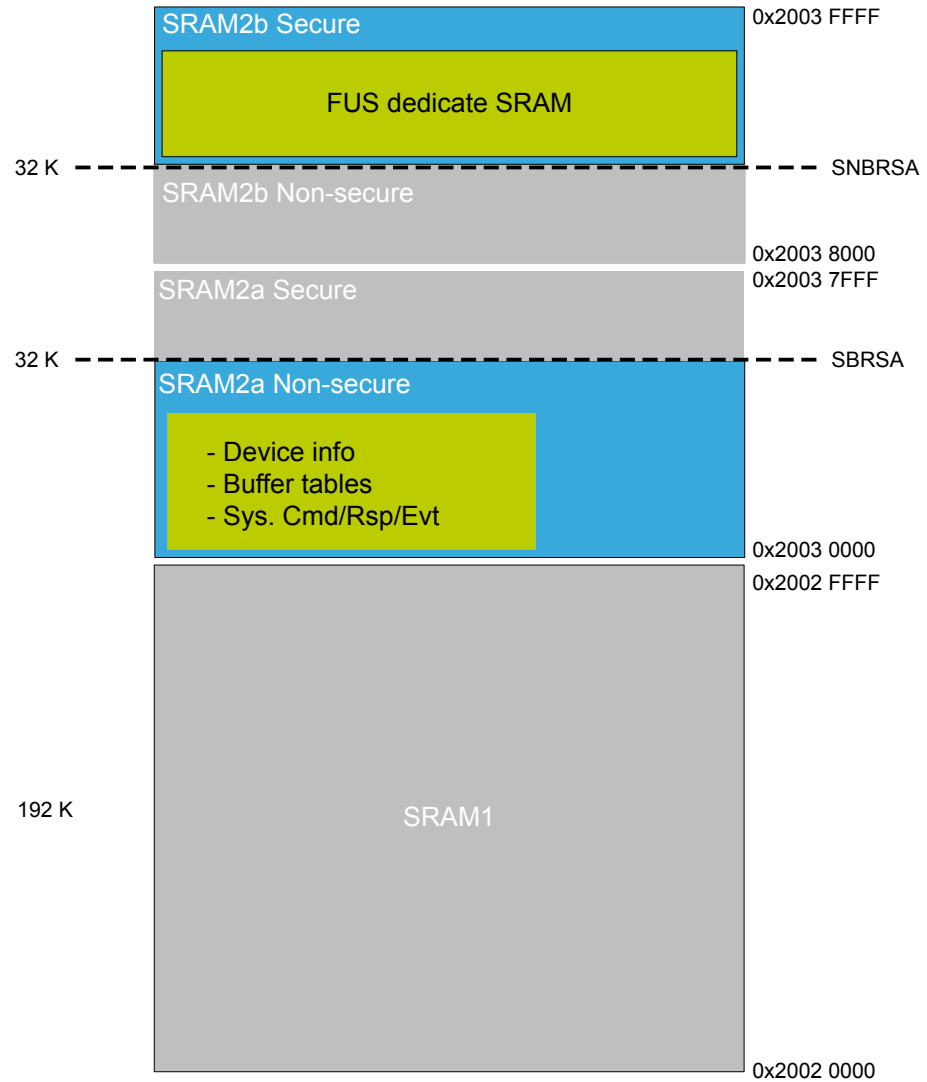 SRAM2b Secure
0x2003 FFFF
FUS dedicate SRAM
32 K
SNBRSA
SRAM2b Non-secure
0x2003 8000
0x2003 7FFF
SRAM2a Secure
32 K
SBRSA
SRAM2a Non-secure
- Device info
- Buffer tables
- Sys. Cmd/Rsp/Evt
0x2003 0000
0x2002 FFFF
192 K
SRAM1
0x2002 0000